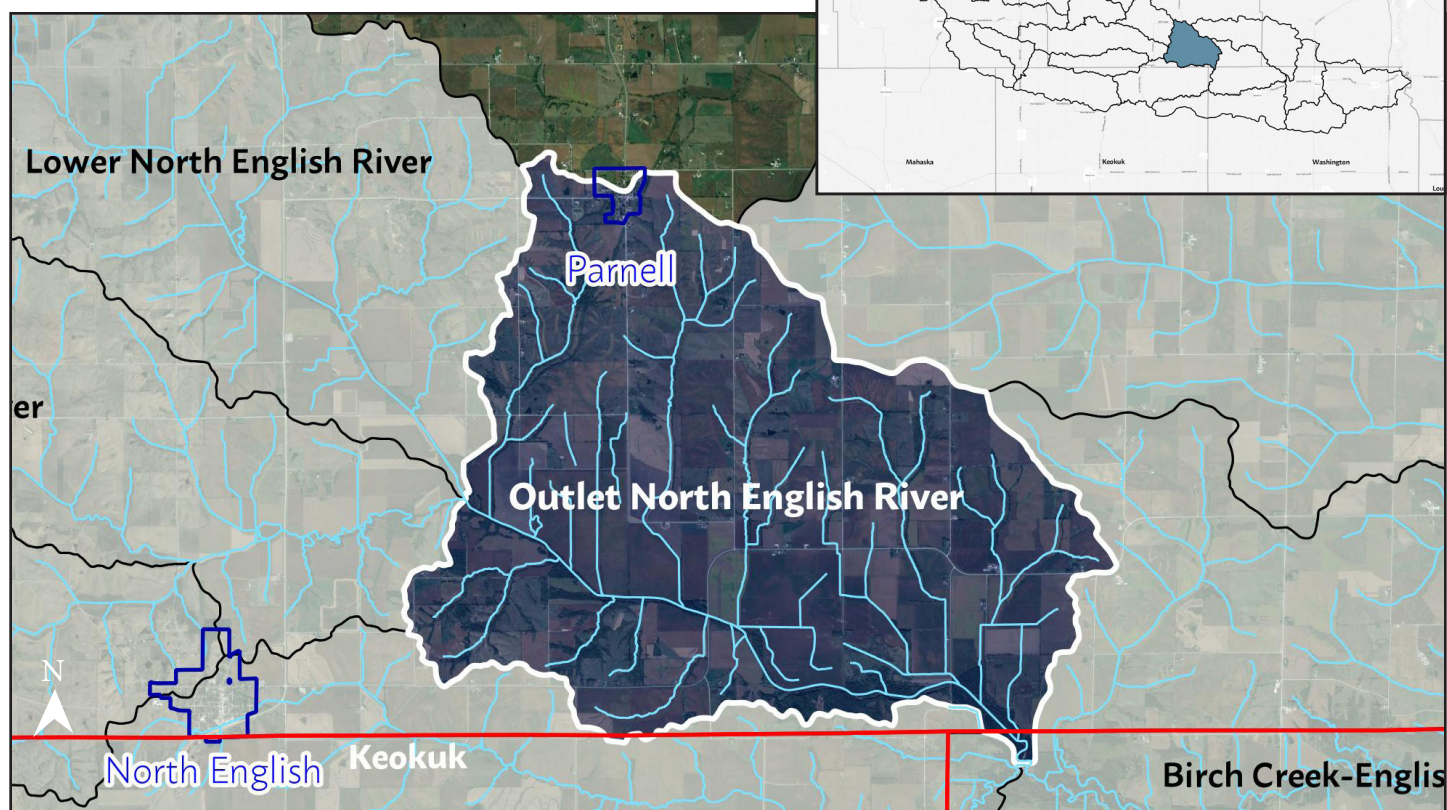 Mahaska
Keokuk
Washington
Lou
Lower North English River
Parnell
er
Outlet North English River
N
North English
Keokuk
Birch Creek-Englis